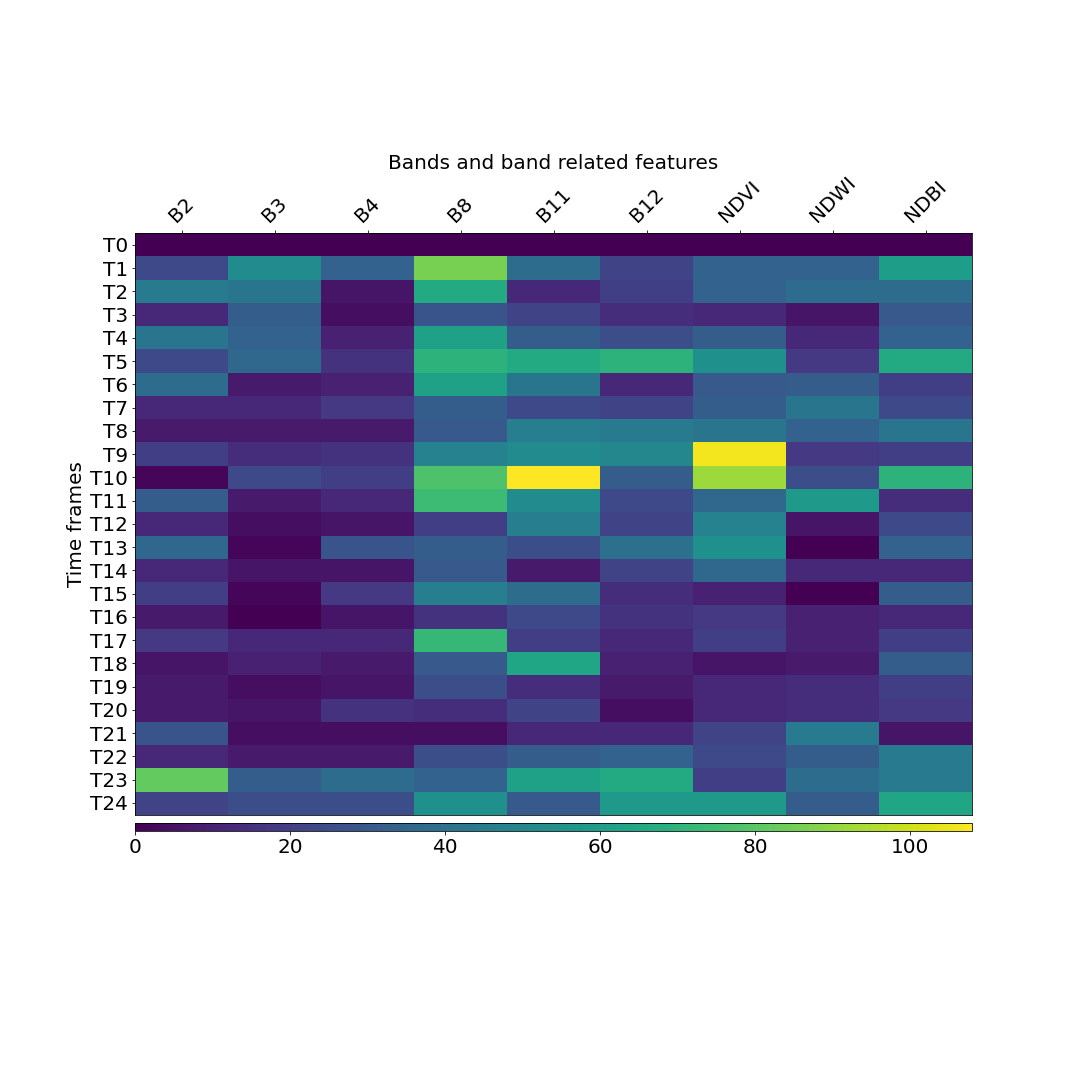 Bands and band related features
B2 B3 B4 B8 B11 B12 NDVI NDWI NDBI
Time frames
T0
T1
T2
T3
T4
T5
T6
T7
T8
T9
T10
T11
T12
T13
T14
T15
T16
T17
T18
T19
T20
T21
T22
T23
T24
0 20 40 60 80 100